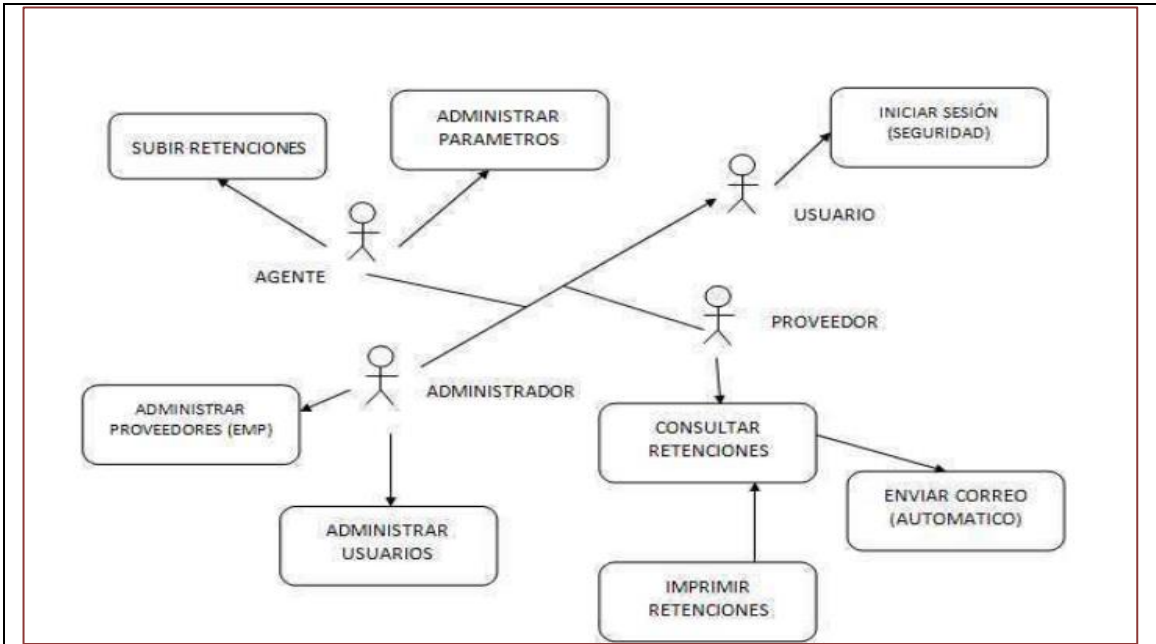 ADMINISTRAR
PARAMETROS
INICIAR SESIÓN
(SEGURIDAD)
SUBIR RETENCIONES
USUARIO
AGENTE
PROVEEDOR
ADMINISTRADOR
ADMINISTRAR
PROVEEDORES (EMP)
CONSULTAR
RETENCIONES
ENVIAR CORREO
(AUTOMATICO)
ADMINISTRAR
USUARIOS
IMPRIMIR
RETENCIONES